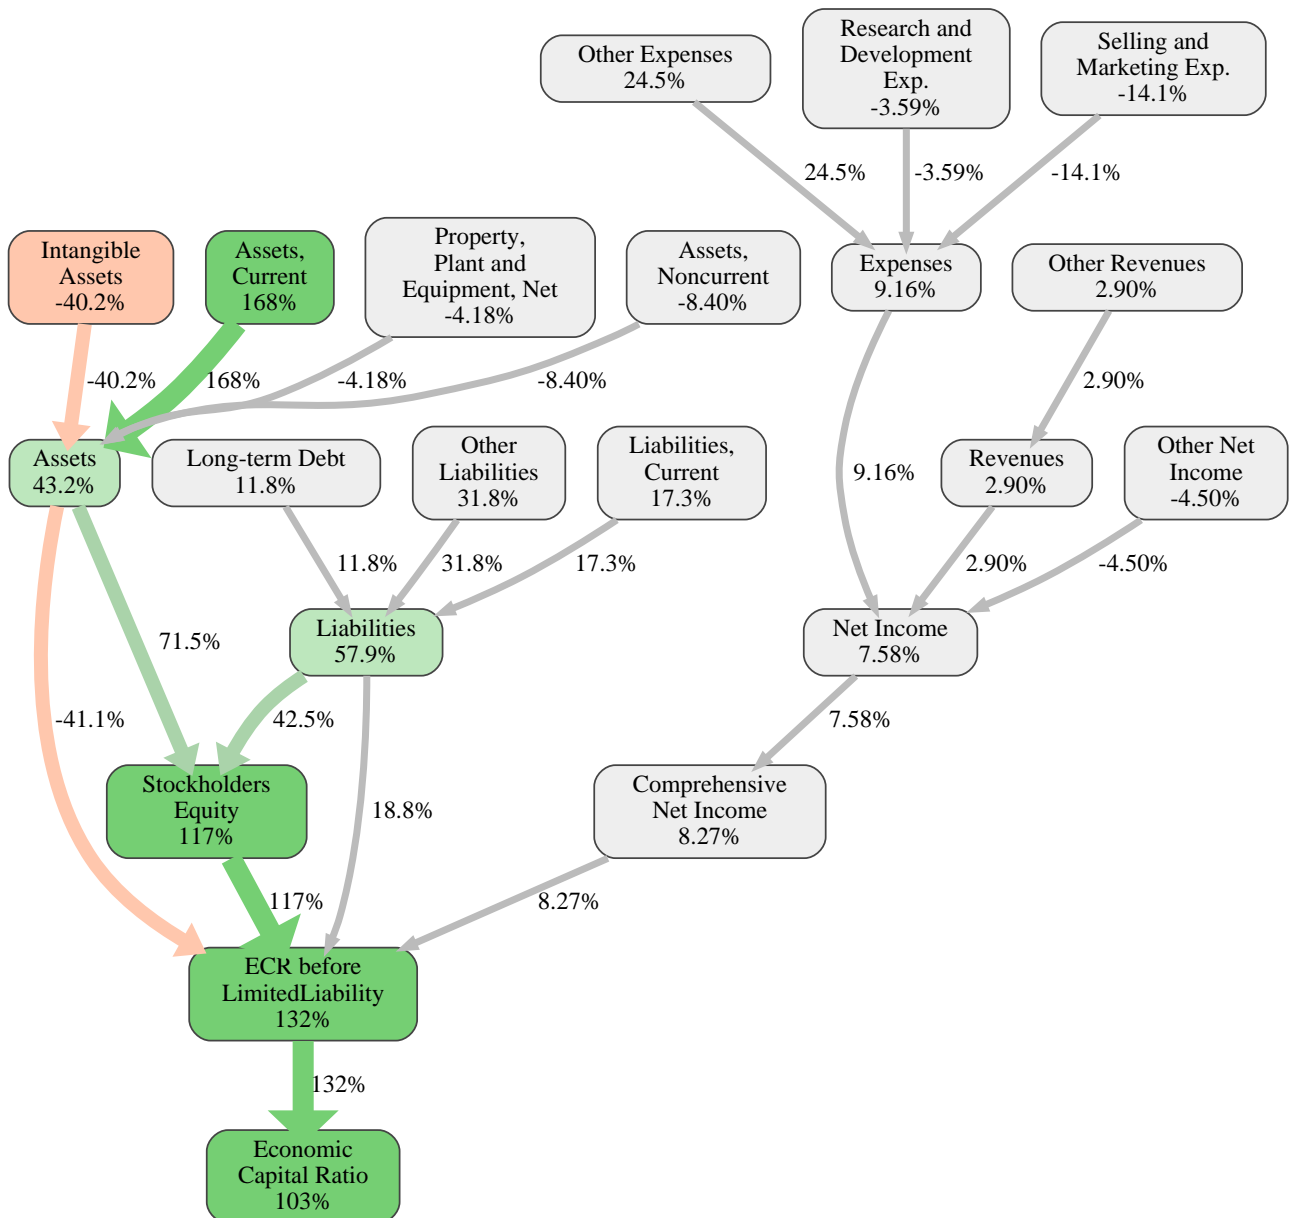 Other Expenses
24.5%
Research and
Development
Exp.
-3.59%
Selling and
Marketing Exp.
-14.1%
24.5%
-3.59%
-14.1%
Intangible
Assets
-40.2%
Assets,
Current
168%
Property,
Plant and
Equipment, Net
-4.18%
Assets,
Noncurrent
-8.40%
Expenses
9.16%
Other Revenues
2.90%
-40.2%
168%
-4.18%
-8.40%
2.90%
Assets
43.2%
Long-term Debt
11.8%
Other
Liabilities
31.8%
Liabilities,
Current
17.3%
9.16%
Revenues
2.90%
Other Net
Income
-4.50%
11.8%
31.8%
17.3%
2.90%
-4.50%
71.5%
Liabilities
57.9%
Net Income
7.58%
-41.1%
42.5%
7.58%
Stockholders
Equity
117%
18.8%
Comprehensive
Net Income
8.27%
117%
8.27%
ECR before
LimitedLiability
132%
132%
Economic
Capital Ratio
103%